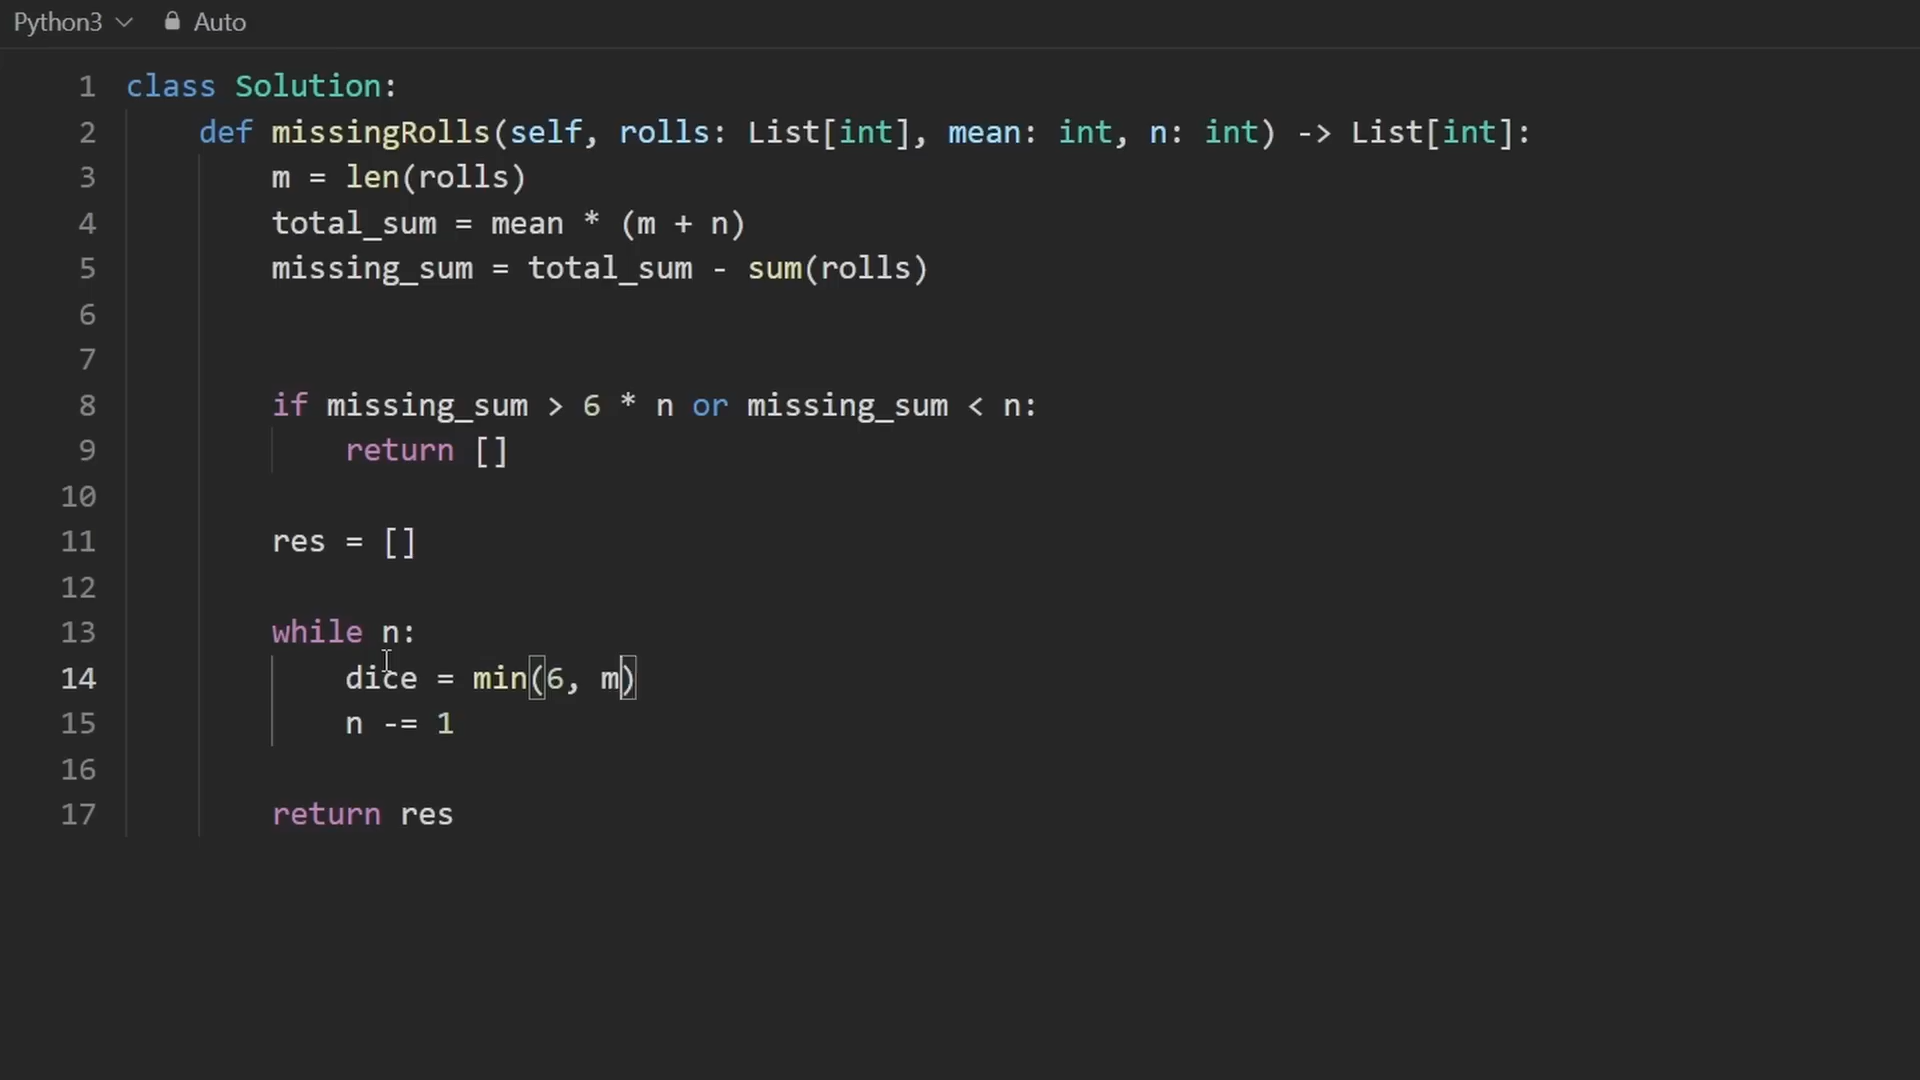 Python3 Auto
1 class Solution:
2 def missingRolls(self, rolls: List[int], mean: int, n: int) -> List[int]:
3 m = len(rolls)
4 total_sum = mean * (m + n)
5 missing_sum = total_sum - sum(rolls)
6
7
8 if missing_sum > 6 * n or missing_sum < n:
9 return []
10
11 res = []
12
13 while n:
14 dice = min(6, m)
15 n -= 1
16
17 return res